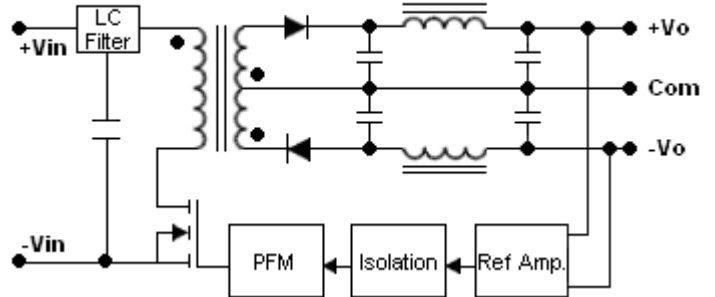 LC
Filter
+Vin
+Vo
Com
-Vo
-Vin
PFM
Isolation
Ref Amp.